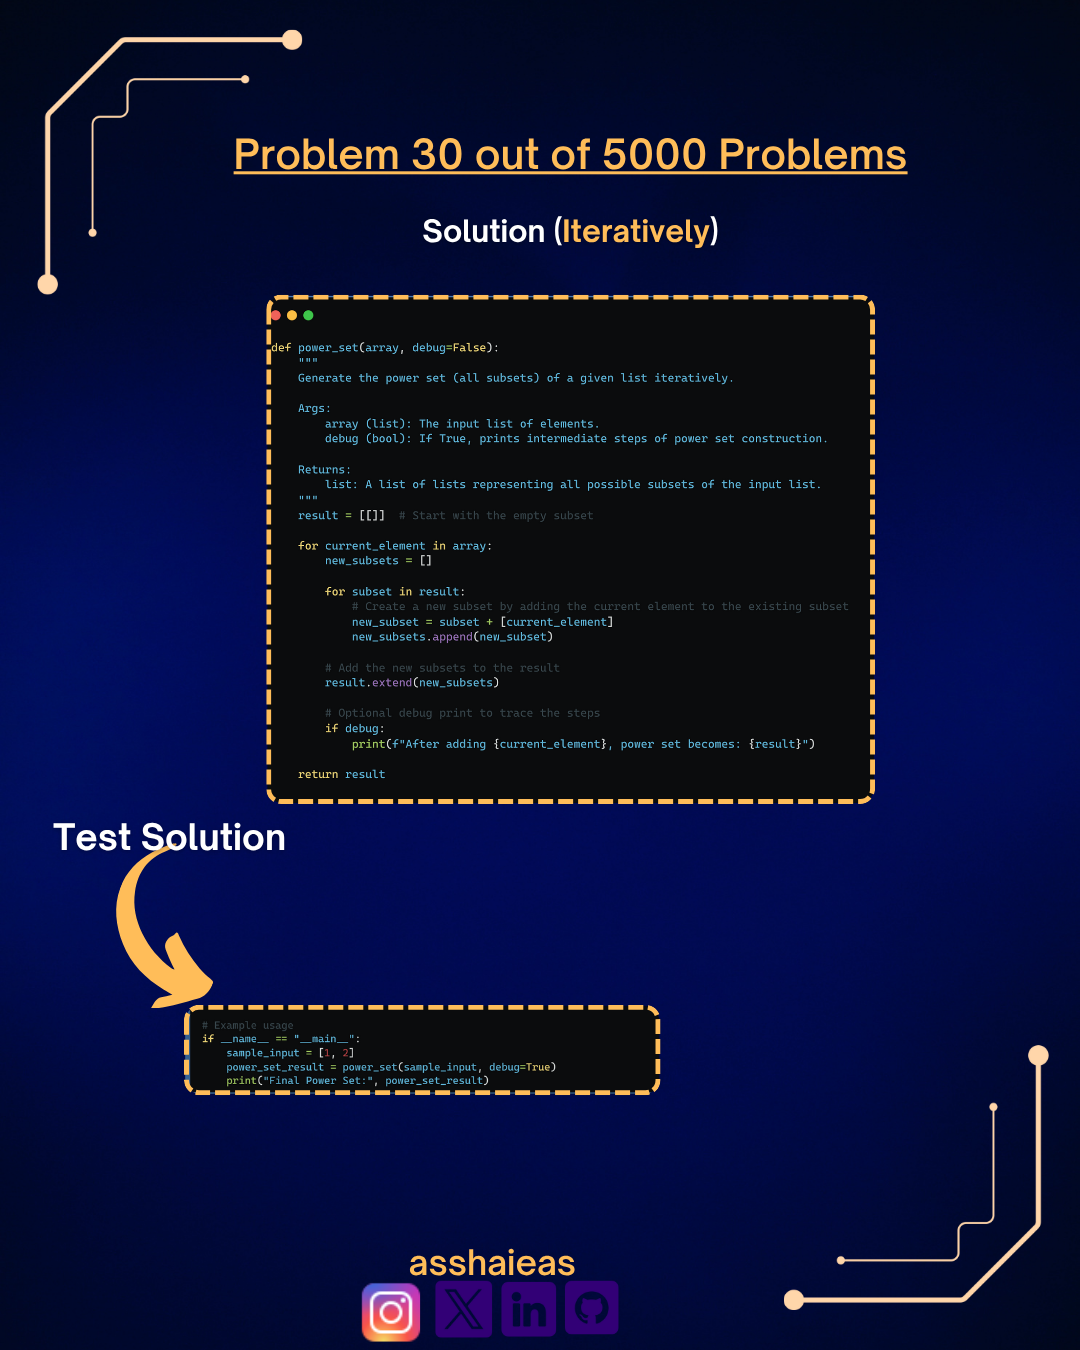 Problem 30 out of 5000 Problems
Solution (Iteratively)
def power_set(array, debug=False):
    """
    Generate the power set (all subsets) of a given list iteratively.
    Args:
        array (list): The input list of elements.
        debug (bool): If True, prints intermediate steps of power set construction.
    Returns:
        list: A list of lists representing all possible subsets of the input list.
    """
    result = [[]]  # Start with the empty subset
    for current_element in array:
        new_subsets = []
        for subset in result:
            # Create a new subset by adding the current element to the existing subset
            new_subset = subset + [current_element]
            new_subsets.append(new_subset)
        # Add the new subsets to the result
        result.extend(new_subsets)
        # Optional debug print to trace the steps
        if debug:
            print(f"After adding {current_element}, power set becomes: {result}")
    return result
Test Solution
# Example usage
if __name__ == "__main__":
    sample_input = [1, 2]
    power_set_result = power_set(sample_input, debug=True)
    print("Final Power Set:", power_set_result)
asshaieas